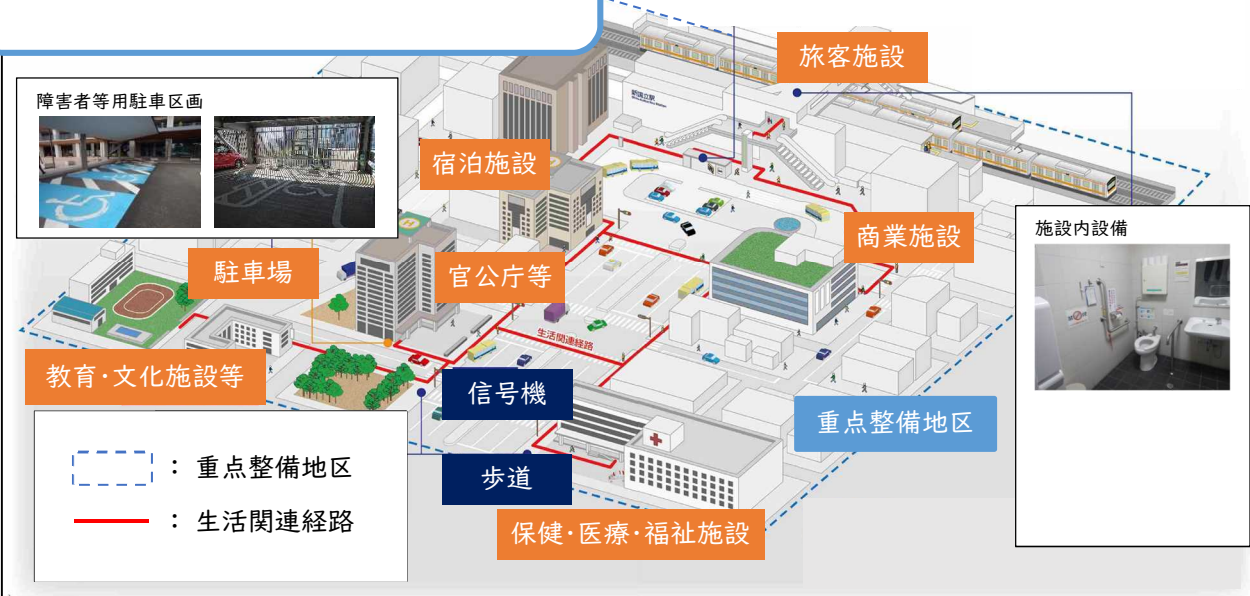 旅客施設
障害者等用駐車区画
宿泊施設
商業施設
施設内設備
駐車場
官公庁等
生活関連経路
教育・文化施設等
信号機
重点整備地区
： 重点整備地区
歩道
： 生活関連経路
保健・医療・福祉施設